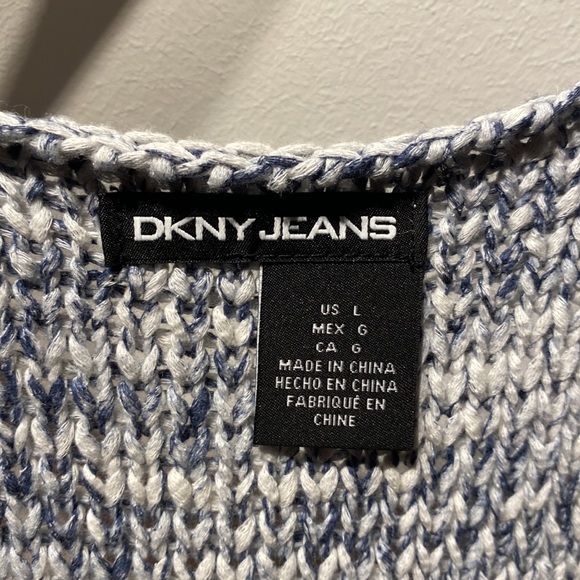 DKNY JEANS
US L
MEX G
CA G
MADE IN CHINA
HECHO EN CHINA
FABRIQUÉ EN
CHINE